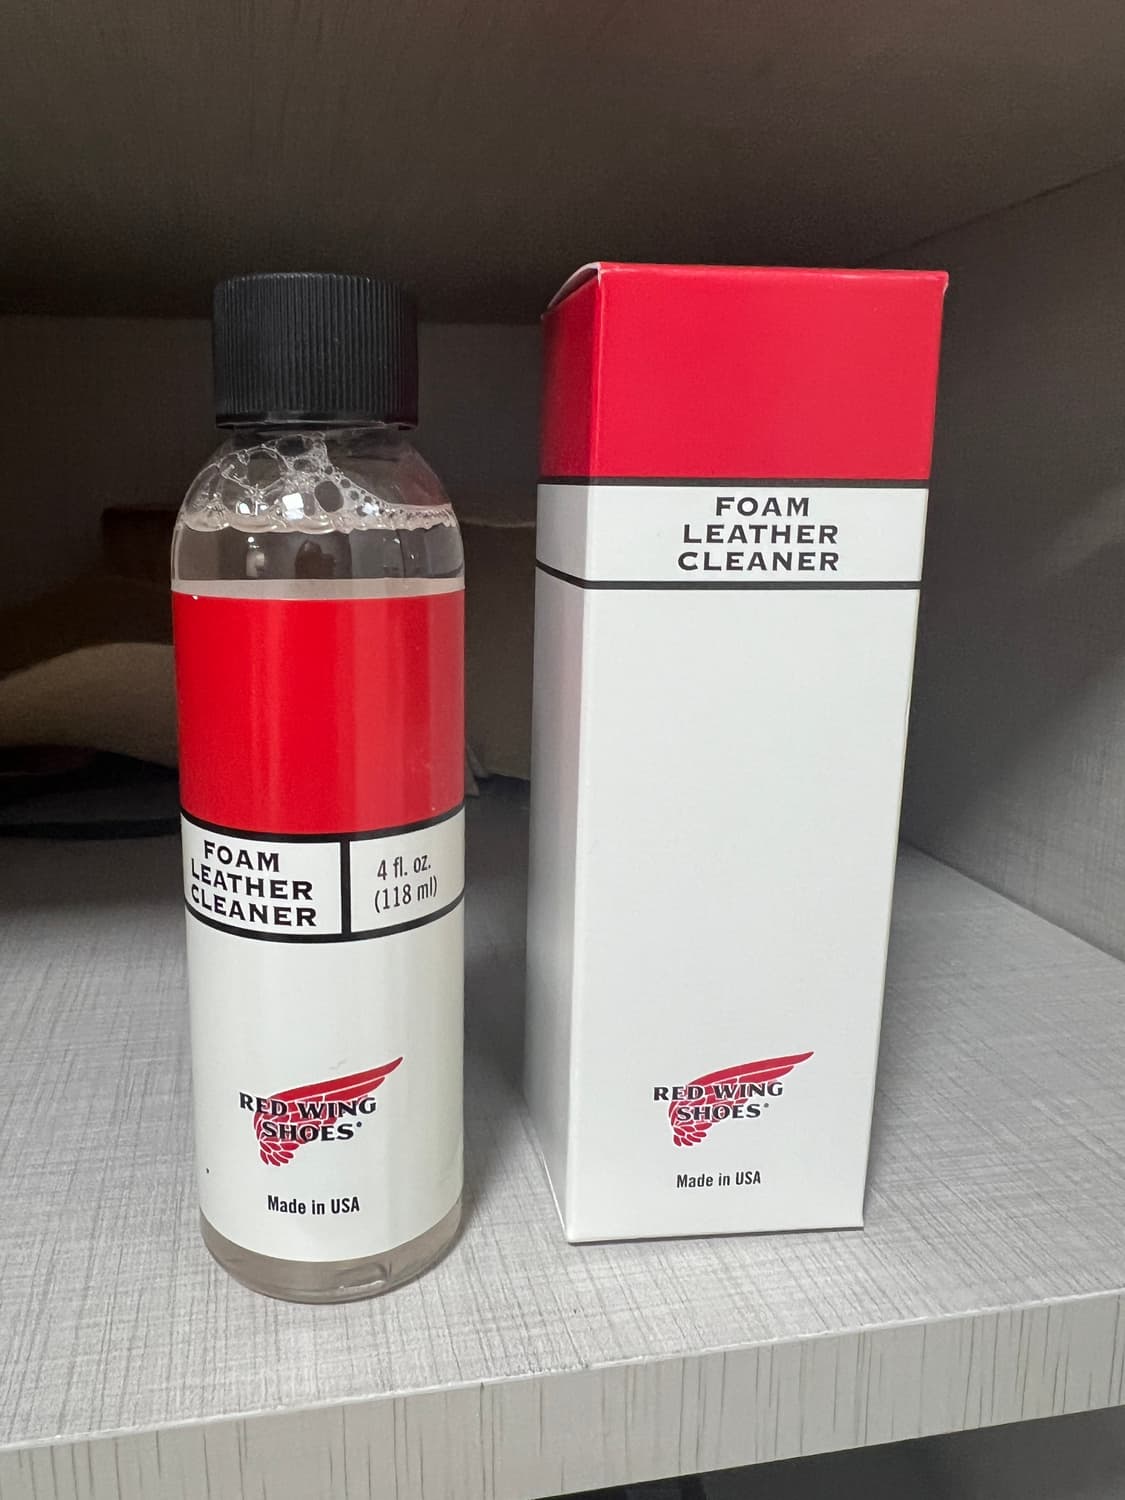 FOAM
LEATHER
CLEANER
4 fl. oz.
(118 ml)
RED WING
SHOES®
Made in USA
FOAM
LEATHER
CLEANER
RED WING
SHOES®
Made in USA